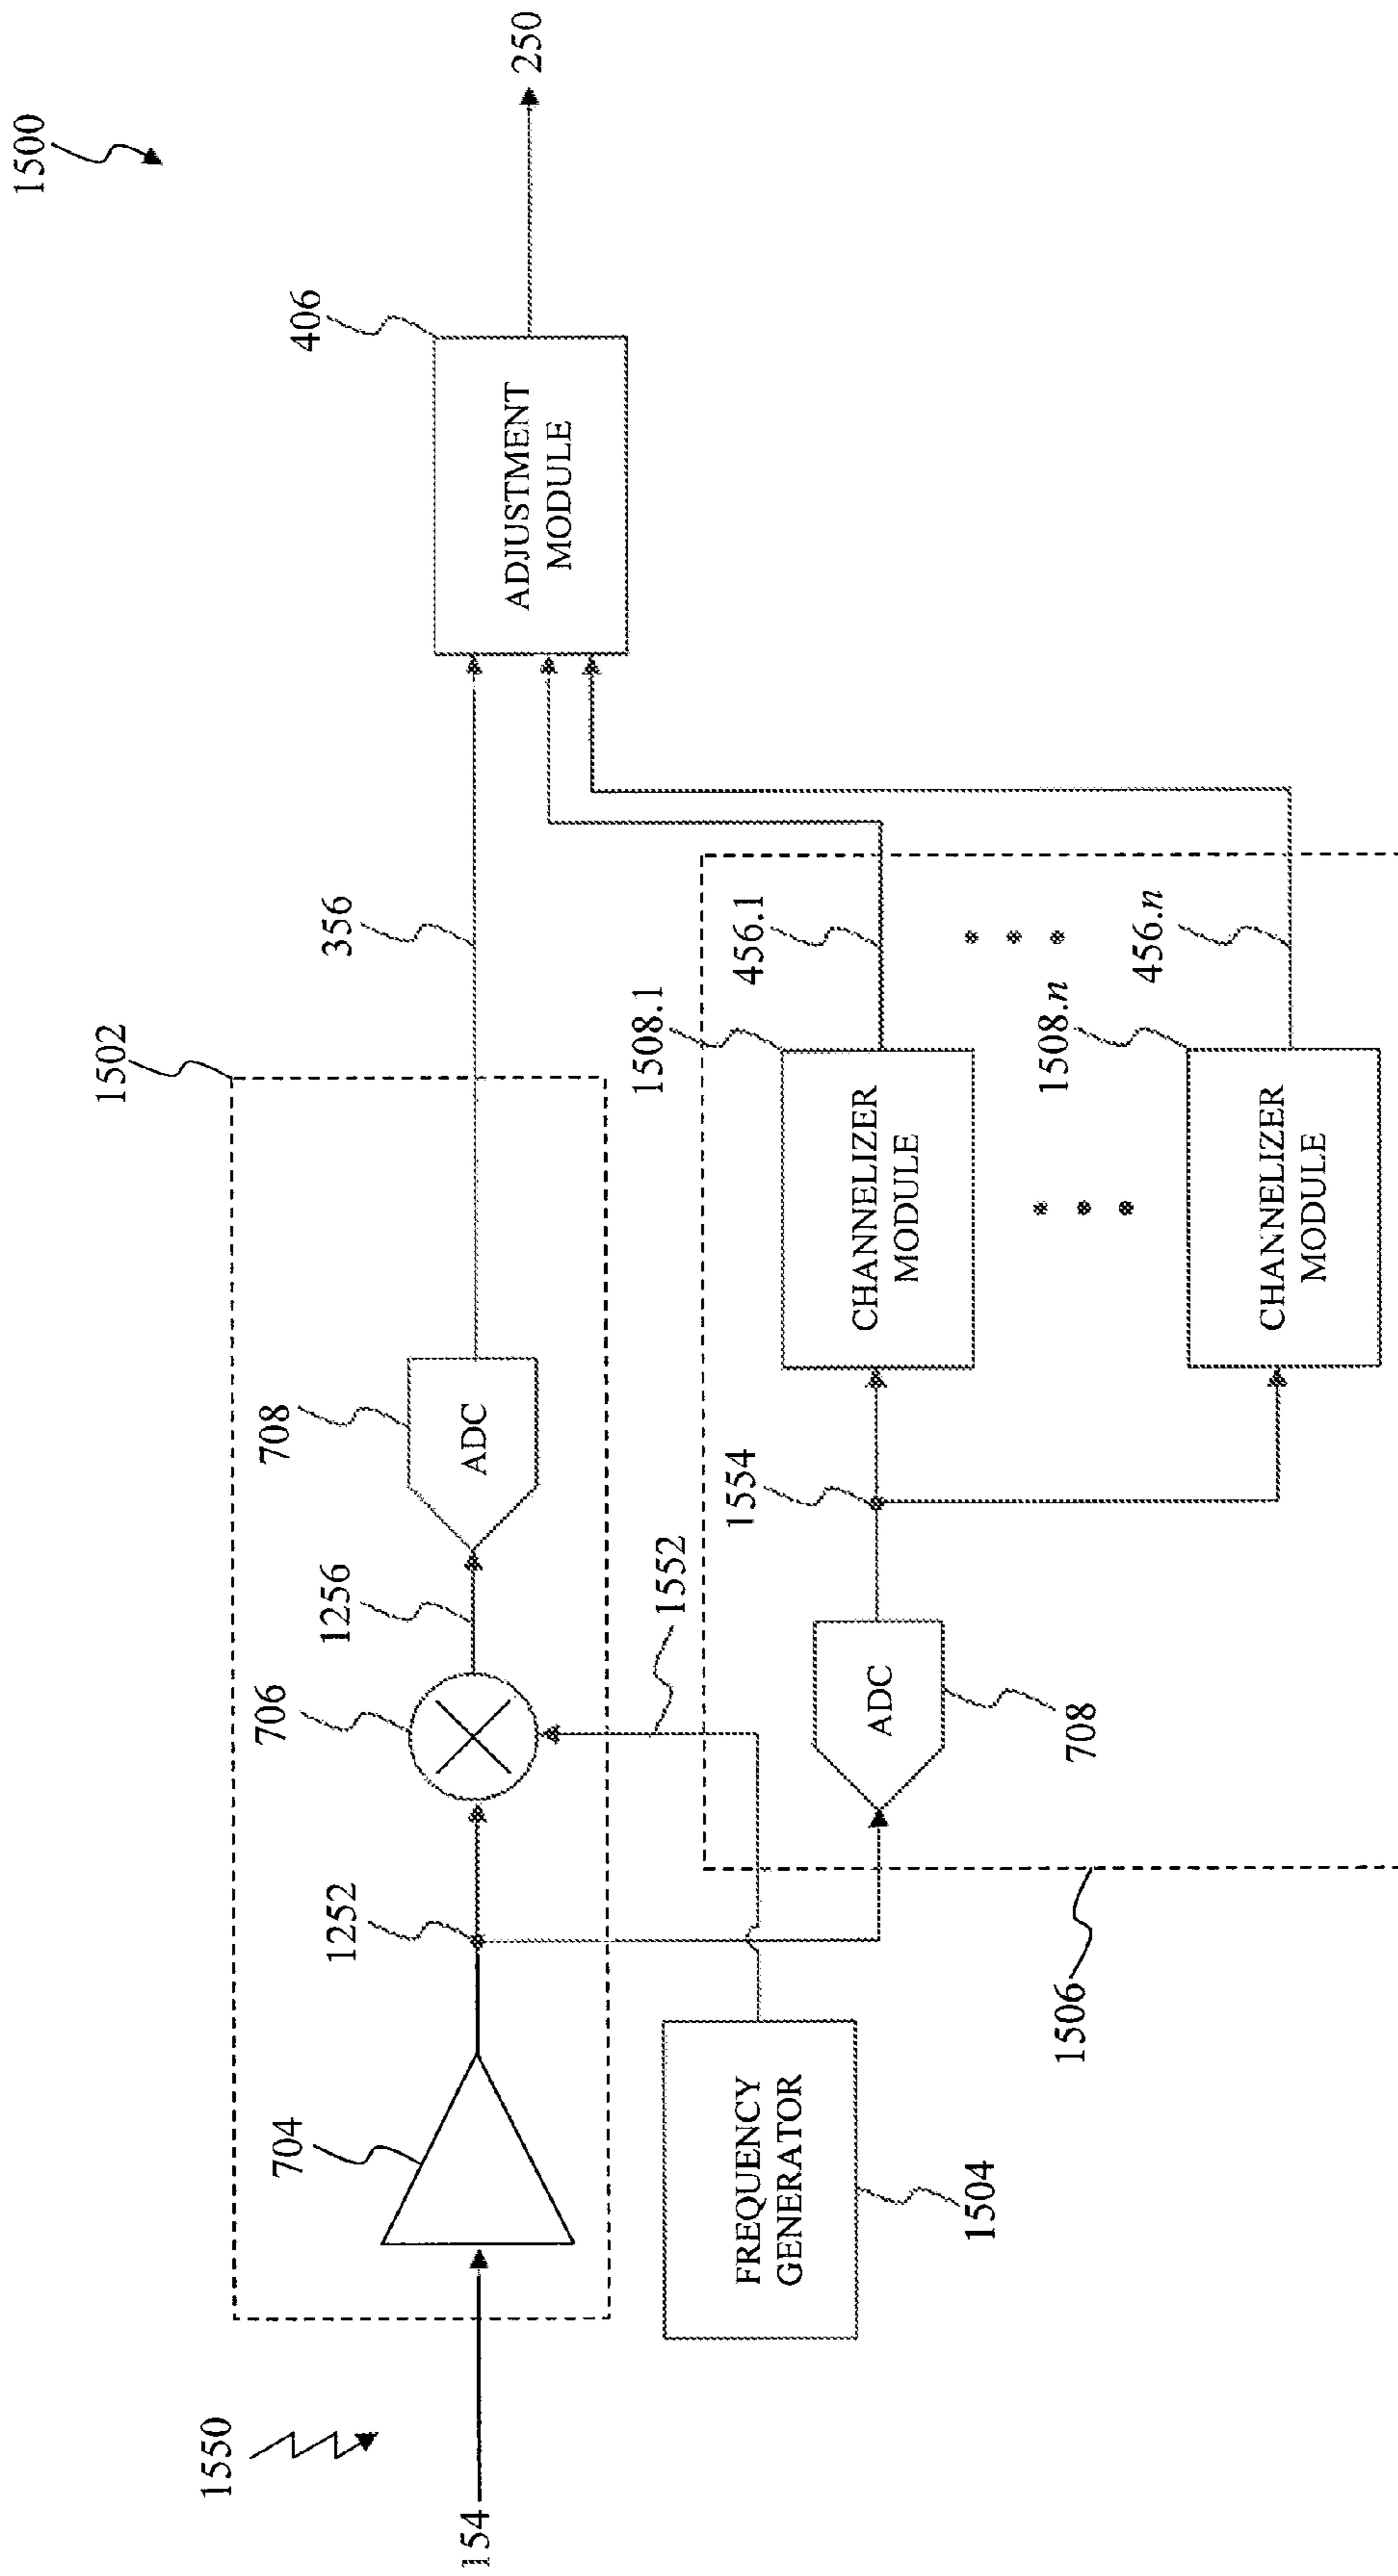 1500
1502
704
1252
706
1256
708
ADC
356
406
ADJUSTMENT
MODULE
250
1550
154
1552
FREQUENCY
GENERATOR
1504
1506
ADC
708
1554
1508.1
CHANNELIZER
MODULE
456.1
1508.n
CHANNELIZER
MODULE
456.n